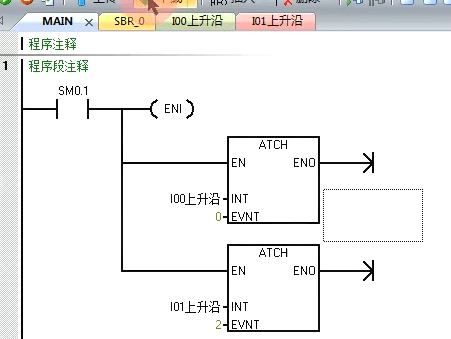 MAIN × SBR_0 I00上升沿 I01上升沿
程序注释
1 程序段注释
SM0.1
ENI
ATCH
EN ENO
I00上升沿 INT
0 EVNT
ATCH
EN ENO
I01上升沿 INT
2 EVNT